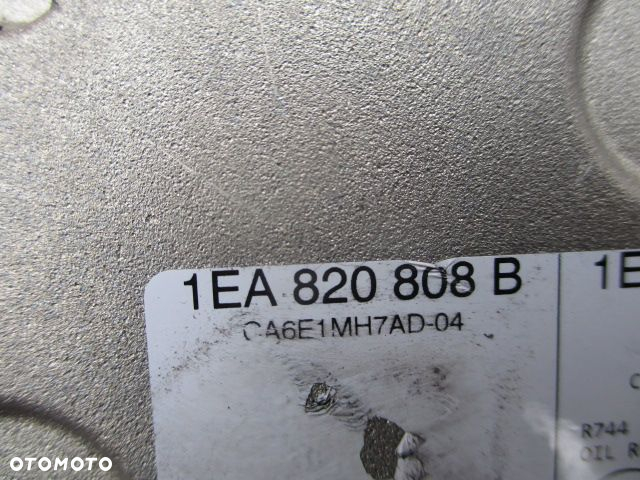 1EA 820 808 B
CA6E1MH7AD-04
1E
R744
OIL R
OTOMOTO